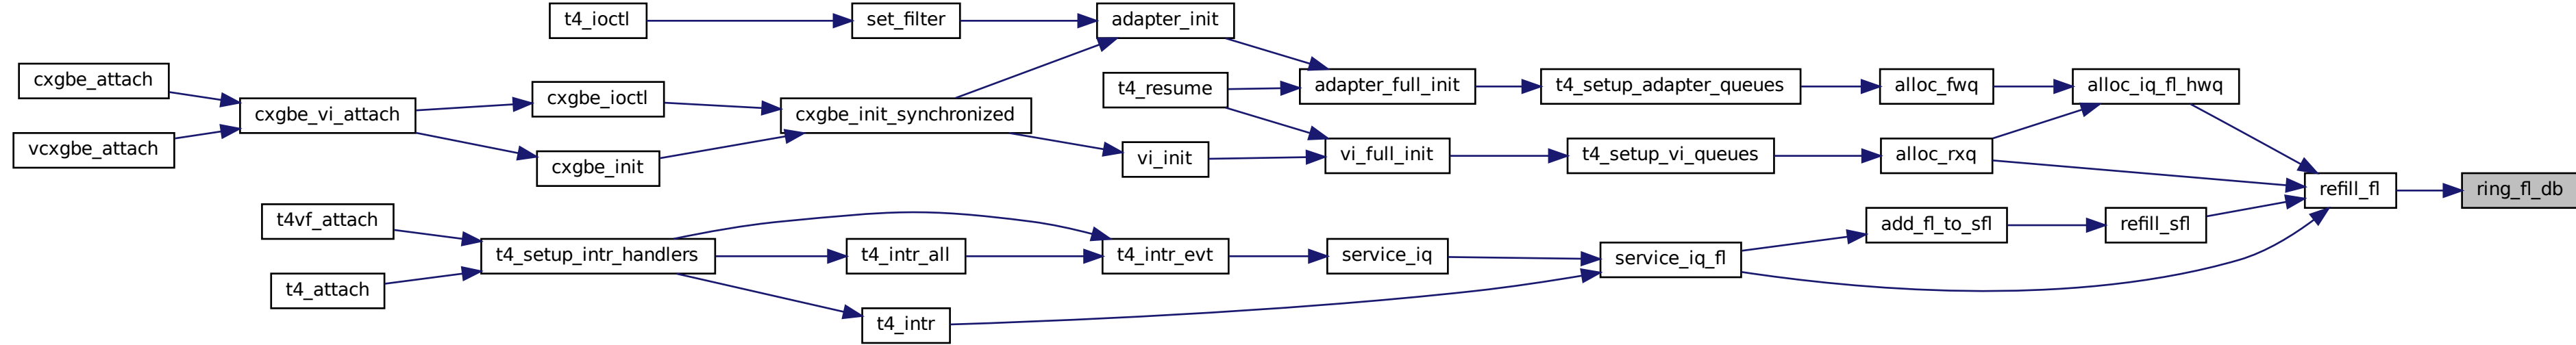 t4_ioctl
set_filter
adapter_init
cxgbe_attach
cxgbe_ioctl
t4_resume
adapter_full_init
t4_setup_adapter_queues
alloc_fwq
alloc_iq_fl_hwq
cxgbe_vi_attach
cxgbe_init_synchronized
vcxgbe_attach
cxgbe_init
vi_init
vi_full_init
t4_setup_vi_queues
alloc_rxq
refill_fl
ring_fl_db
t4vf_attach
add_fl_to_sfl
refill_sfl
t4_setup_intr_handlers
t4_intr_all
t4_intr_evt
service_iq
service_iq_fl
t4_attach
t4_intr